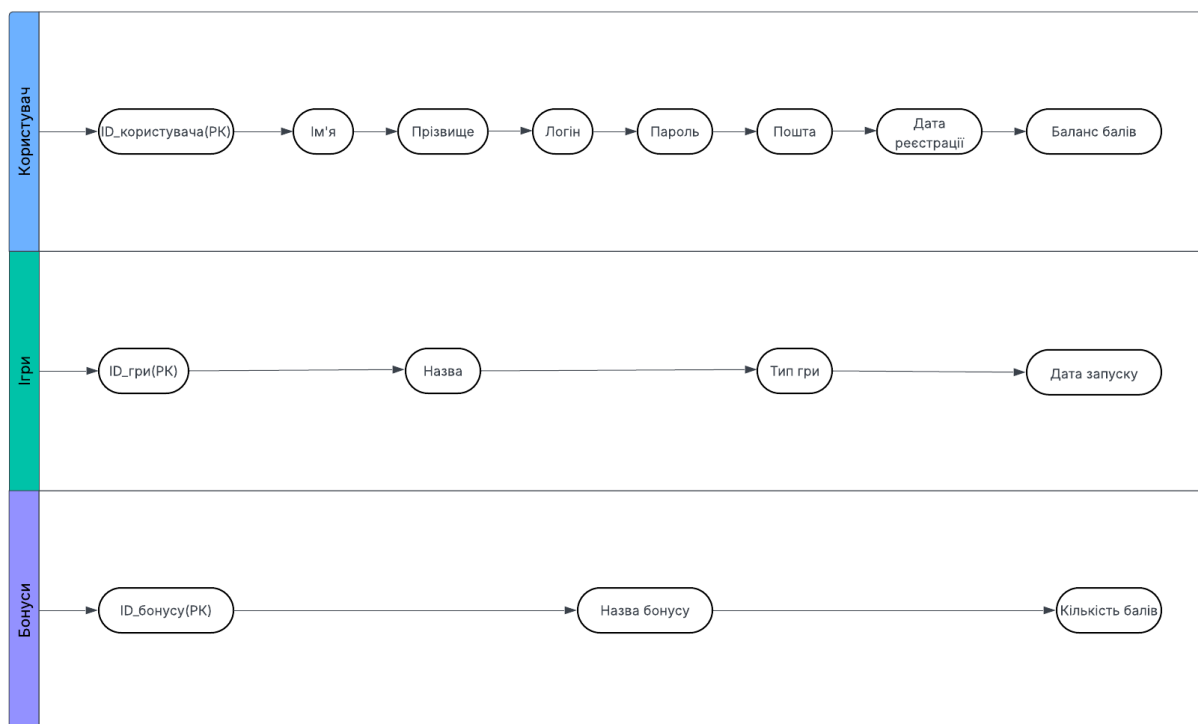 Користувач
ID_користувача(PK)
Ім'я
Прізвище
Логін
Пароль
Пошта
Дата
реєстрації
Баланс балів
Ігри
ID_гри(PK)
Назва
Тип гри
Дата запуску
Бонуси
ID_бонусу(PK)
Назва бонусу
Кількість балів